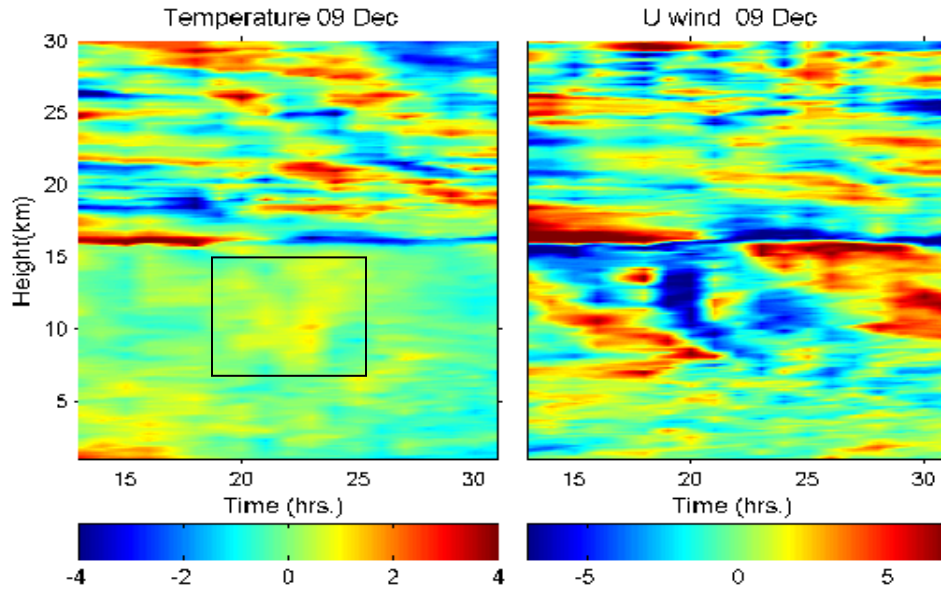 Temperature 09 Dec
U wind 09 Dec
Height(km)
30
25
20
15
10
5
15 20 25 30
15 20 25 30
Time (hrs.)
Time (hrs.)
-4 -2 0 2 4
-5 0 5